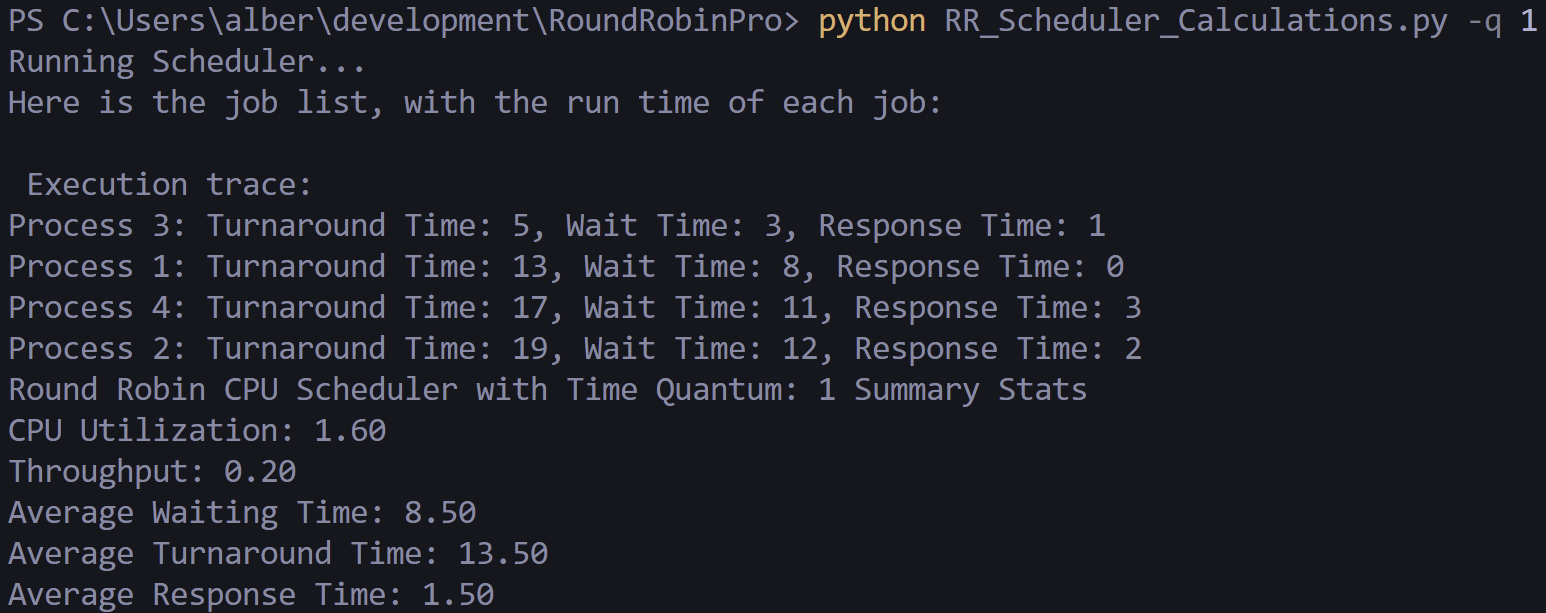 PS C:\Users\alber\development\RoundRobinPro> python RR_Scheduler_Calculations.py -q 1
Running Scheduler...
Here is the job list, with the run time of each job:
Execution trace:
Process 3: Turnaround Time: 5, Wait Time: 3, Response Time: 1
Process 1: Turnaround Time: 13, Wait Time: 8, Response Time: 0
Process 4: Turnaround Time: 17, Wait Time: 11, Response Time: 3
Process 2: Turnaround Time: 19, Wait Time: 12, Response Time: 2
Round Robin CPU Scheduler with Time Quantum: 1 Summary Stats
CPU Utilization: 1.60
Throughput: 0.20
Average Waiting Time: 8.50
Average Turnaround Time: 13.50
Average Response Time: 1.50